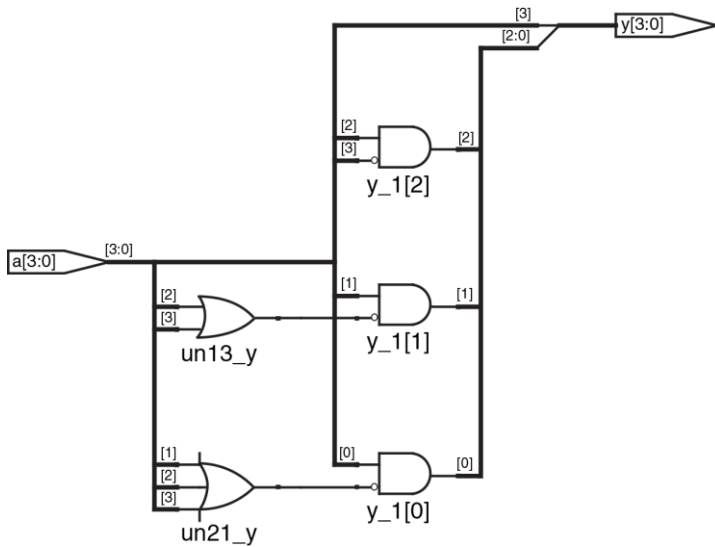 [3]
y[3:0]
[2:0]
[2]
[3]
[2]
y_1[2]
a[3:0]
[3:0]
[2]
[3]
un13_y
[1]
[1]
y_1[1]
[1]
[2]
[3]
un21_y
[0]
[0]
y_1[0]